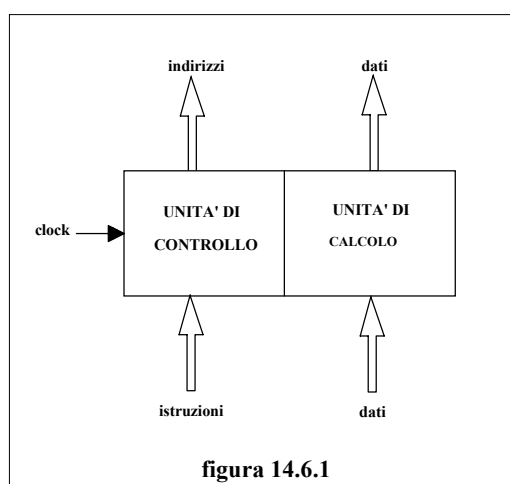 indirizzi
dati
UNITA' DI
CONTROLLO
UNITA' DI
CALCOLO
clock
istruzioni
dati
figura 14.6.1